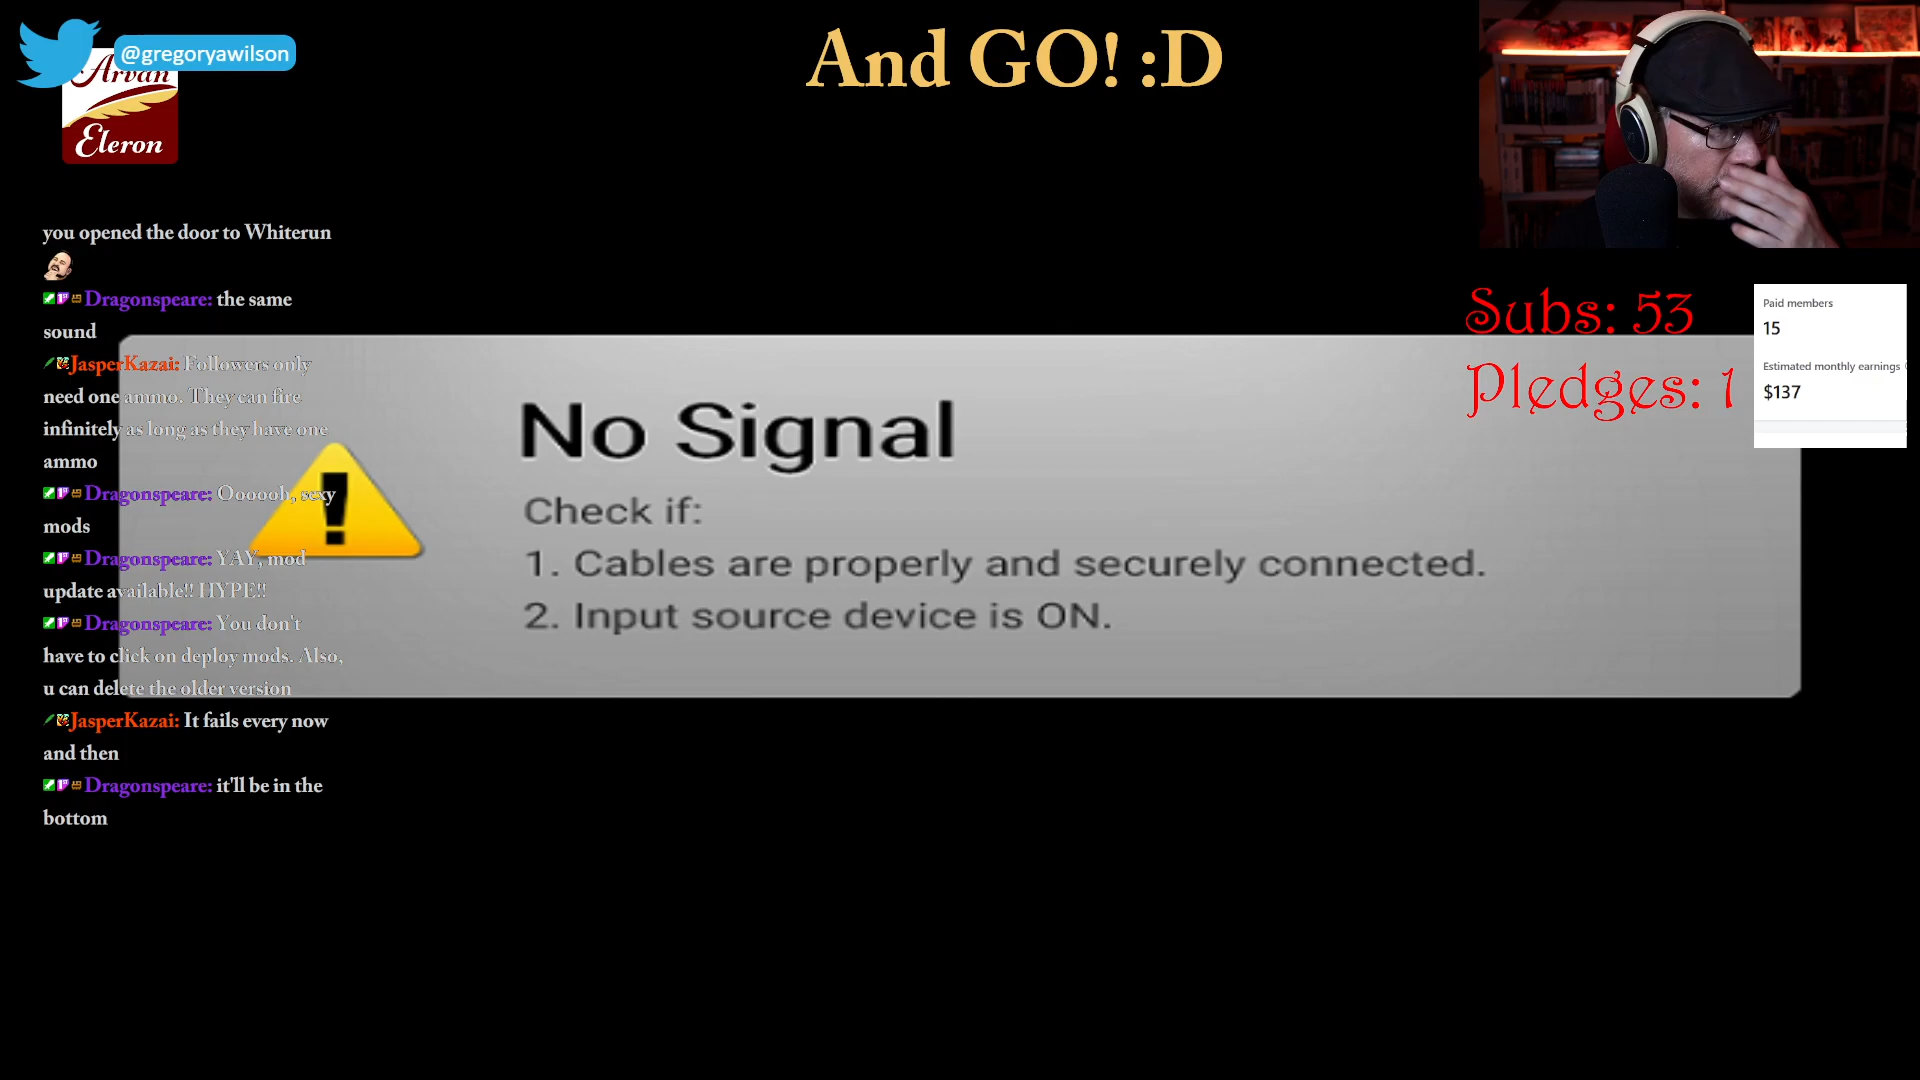 @gregoryawilson
Arvan
Eleron
And GO! :D
you opened the door to Whiterun
Dragonspeare: the same
sound
JasperKazai: Followers only
need one ammo. They can fire
infinitely as long as they have one
ammo
Dragonspeare: Oooooh, sexy
mods
Dragonspeare: YAY, mod
update available!! HYPE!!
Dragonspeare: You don't
have to click on deploy mods. Also,
u can delete the older version
JasperKazai: It fails every now
and then
Dragonspeare: it'll be in the
bottom
No Signal
Check if:
1. Cables are properly and securely connected.
2. Input source device is ON.
Subs: 53
Pledges: 1
Paid members
15
Estimated monthly earnings
$137